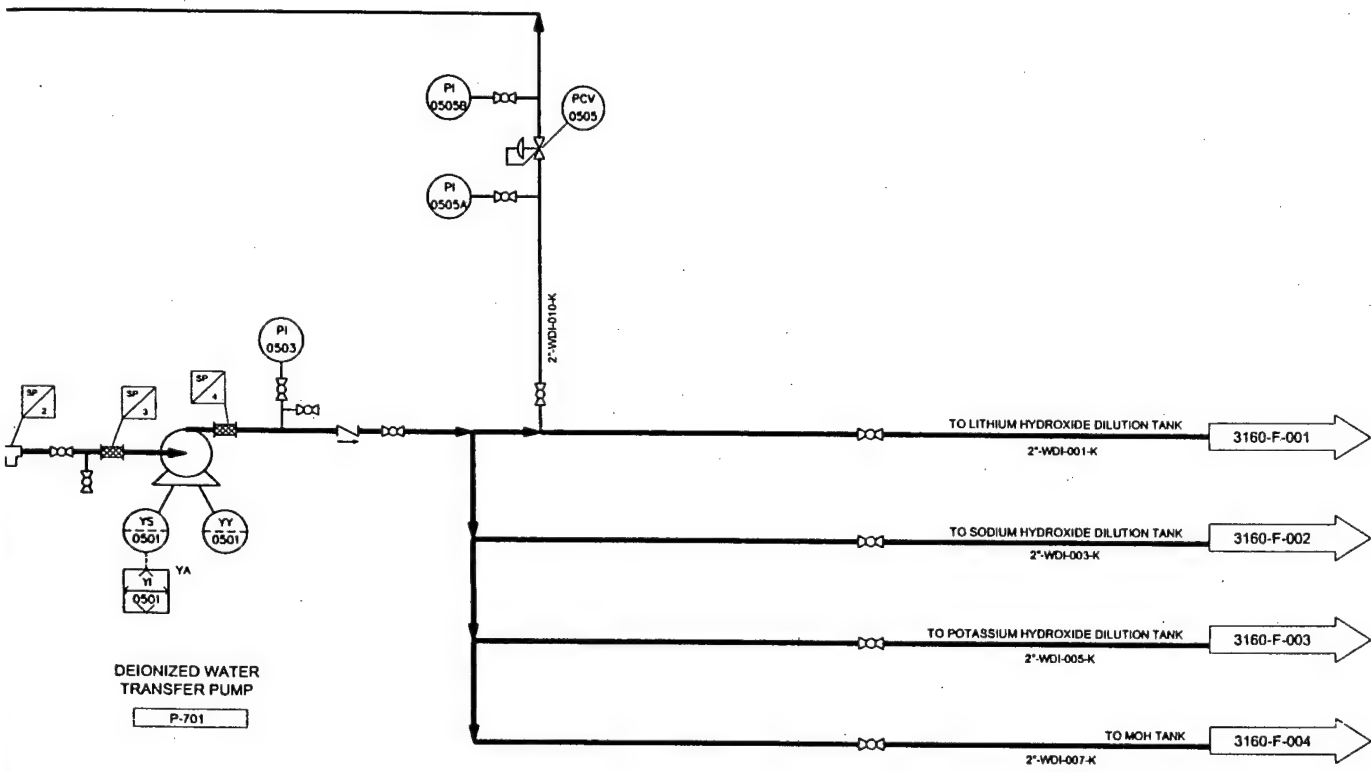 PI
0505B
PCV
0505
PI
0505A
2"-WDI-010-K
PI
0503
SP
2
SP
3
SP
4
TO LITHIUM HYDROXIDE DILUTION TANK
2"-WDI-001-K
3160-F-001
YS
0501
YY
0501
YI
0501
YA
TO SODIUM HYDROXIDE DILUTION TANK
2"-WDI-003-K
3160-F-002
TO POTASSIUM HYDROXIDE DILUTION TANK
2"-WDI-005-K
3160-F-003
DEIONIZED WATER
TRANSFER PUMP
P-701
TO MOH TANK
2"-WDI-007-K
3160-F-004